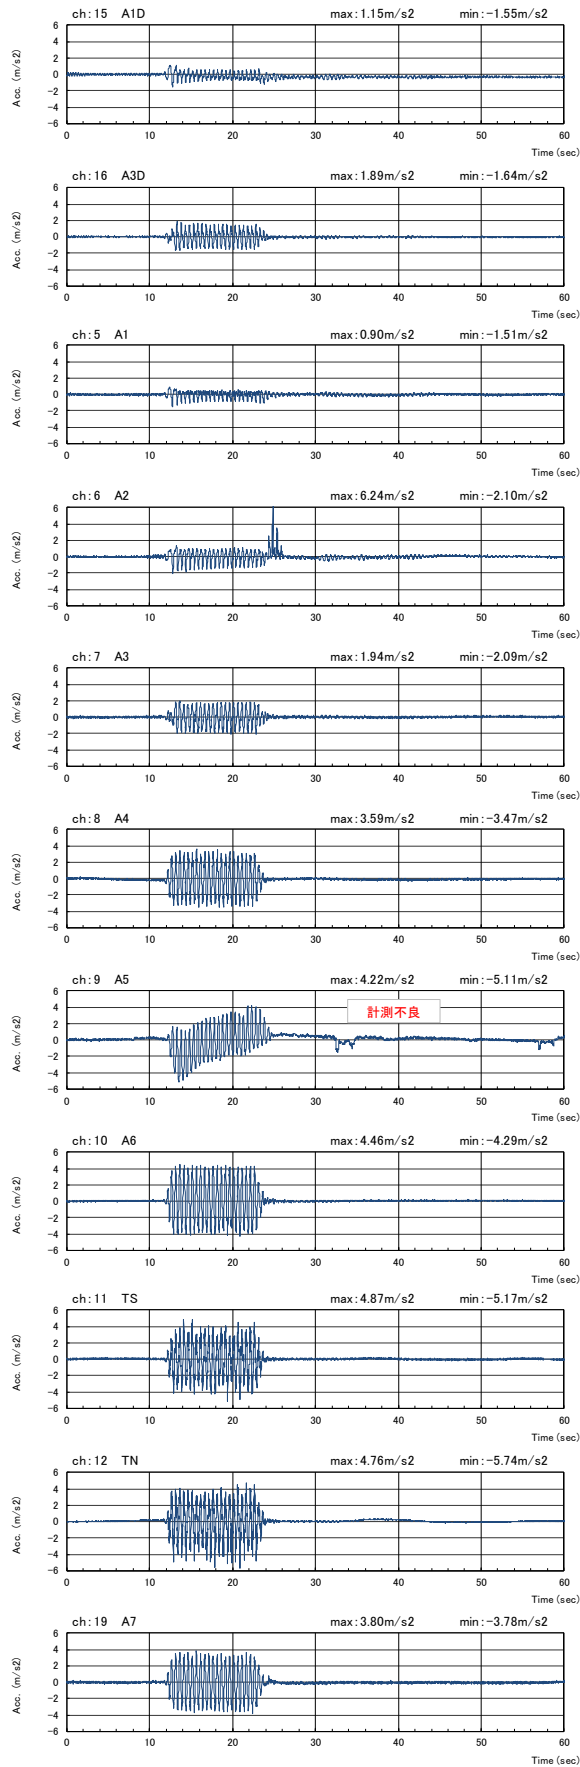 ch:15 A1D max:1.15m/s2 min:-1.55m/s2
6
4
2
0
-2
-4
-6
Acc. (m/s2)
0 10 20 30 40 50 60
Time (sec)
ch:16 A3D max:1.89m/s2 min:-1.64m/s2
6
4
2
0
-2
-4
-6
Acc. (m/s2)
0 10 20 30 40 50 60
Time (sec)
ch:5 A1 max:0.90m/s2 min:-1.51m/s2
6
4
2
0
-2
-4
-6
Acc. (m/s2)
0 10 20 30 40 50 60
Time (sec)
ch:6 A2 max:6.24m/s2 min:-2.10m/s2
6
4
2
0
-2
-4
-6
Acc. (m/s2)
0 10 20 30 40 50 60
Time (sec)
ch:7 A3 max:1.94m/s2 min:-2.09m/s2
6
4
2
0
-2
-4
-6
Acc. (m/s2)
0 10 20 30 40 50 60
Time (sec)
ch:8 A4 max:3.59m/s2 min:-3.47m/s2
6
4
2
0
-2
-4
-6
Acc. (m/s2)
0 10 20 30 40 50 60
Time (sec)
ch:9 A5 max:4.22m/s2 min:-5.11m/s2
6
4
2
0
-2
-4
-6
Acc. (m/s2)
計測不良
0 10 20 30 40 50 60
Time (sec)
ch:10 A6 max:4.46m/s2 min:-4.29m/s2
6
4
2
0
-2
-4
-6
Acc. (m/s2)
0 10 20 30 40 50 60
Time (sec)
ch:11 TS max:4.87m/s2 min:-5.17m/s2
6
4
2
0
-2
-4
-6
Acc. (m/s2)
0 10 20 30 40 50 60
Time (sec)
ch:12 TN max:4.76m/s2 min:-5.74m/s2
6
4
2
0
-2
-4
-6
Acc. (m/s2)
0 10 20 30 40 50 60
Time (sec)
ch:19 A7 max:3.80m/s2 min:-3.78m/s2
6
4
2
0
-2
-4
-6
Acc. (m/s2)
0 10 20 30 40 50 60
Time (sec)